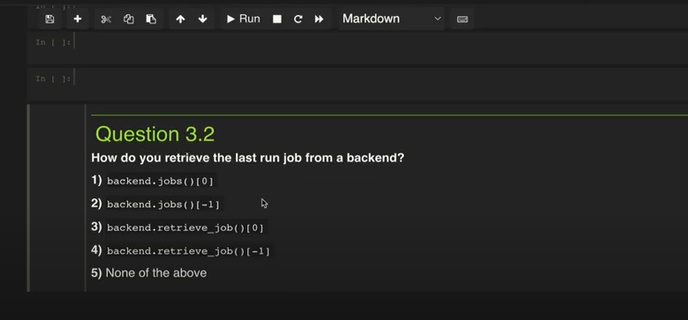 Run Markdown
In [ ]:
In [ ]:
Question 3.2
How do you retrieve the last run job from a backend?
1) backend.jobs()[0]
2) backend.jobs()[-1]
3) backend.retrieve_job()[0]
4) backend.retrieve_job()[-1]
5) None of the above